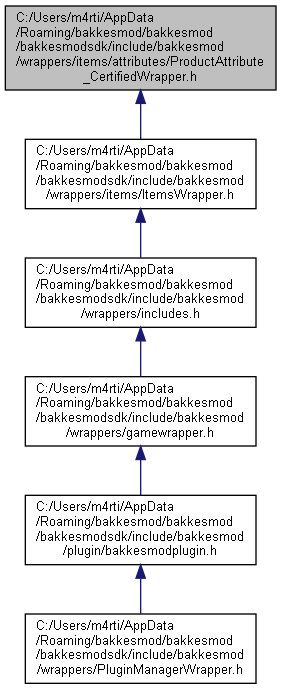 C:/Users/m4rti/AppData
/Roaming/bakkesmod/bakkesmod
/bakkesmodsdk/include/bakkesmod
/wrappers/items/attributes/ProductAttribute
_CertifiedWrapper.h
C:/Users/m4rti/AppData
/Roaming/bakkesmod/bakkesmod
/bakkesmodsdk/include/bakkesmod
/wrappers/items/ItemsWrapper.h
C:/Users/m4rti/AppData
/Roaming/bakkesmod/bakkesmod
/bakkesmodsdk/include/bakkesmod
/wrappers/includes.h
C:/Users/m4rti/AppData
/Roaming/bakkesmod/bakkesmod
/bakkesmodsdk/include/bakkesmod
/wrappers/gamewrapper.h
C:/Users/m4rti/AppData
/Roaming/bakkesmod/bakkesmod
/bakkesmodsdk/include/bakkesmod
/plugin/bakkesmodplugin.h
C:/Users/m4rti/AppData
/Roaming/bakkesmod/bakkesmod
/bakkesmodsdk/include/bakkesmod
/wrappers/PluginManagerWrapper.h